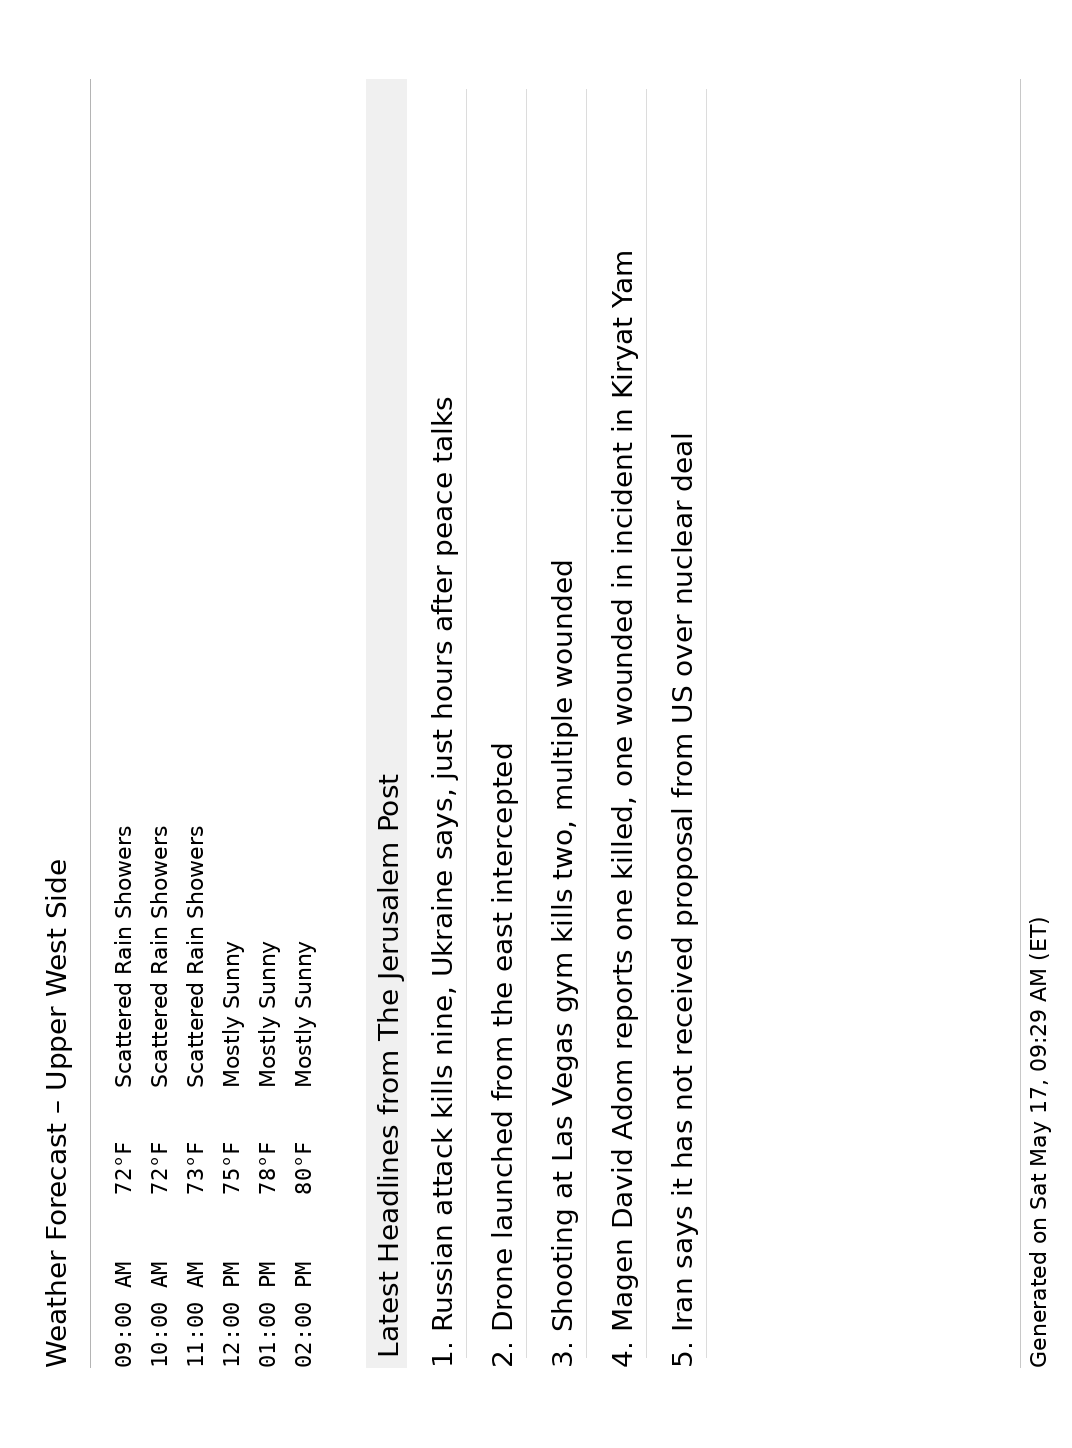 Weather Forecast – Upper West Side
09:00 AM 72°F Scattered Rain Showers
10:00 AM 72°F Scattered Rain Showers
11:00 AM 73°F Scattered Rain Showers
12:00 PM 75°F Mostly Sunny
01:00 PM 78°F Mostly Sunny
02:00 PM 80°F Mostly Sunny
Latest Headlines from The Jerusalem Post
1. Russian attack kills nine, Ukraine says, just hours after peace talks
2. Drone launched from the east intercepted
3. Shooting at Las Vegas gym kills two, multiple wounded
4. Magen David Adom reports one killed, one wounded in incident in Kiryat Yam
5. Iran says it has not received proposal from US over nuclear deal
Generated on Sat May 17, 09:29 AM (ET)